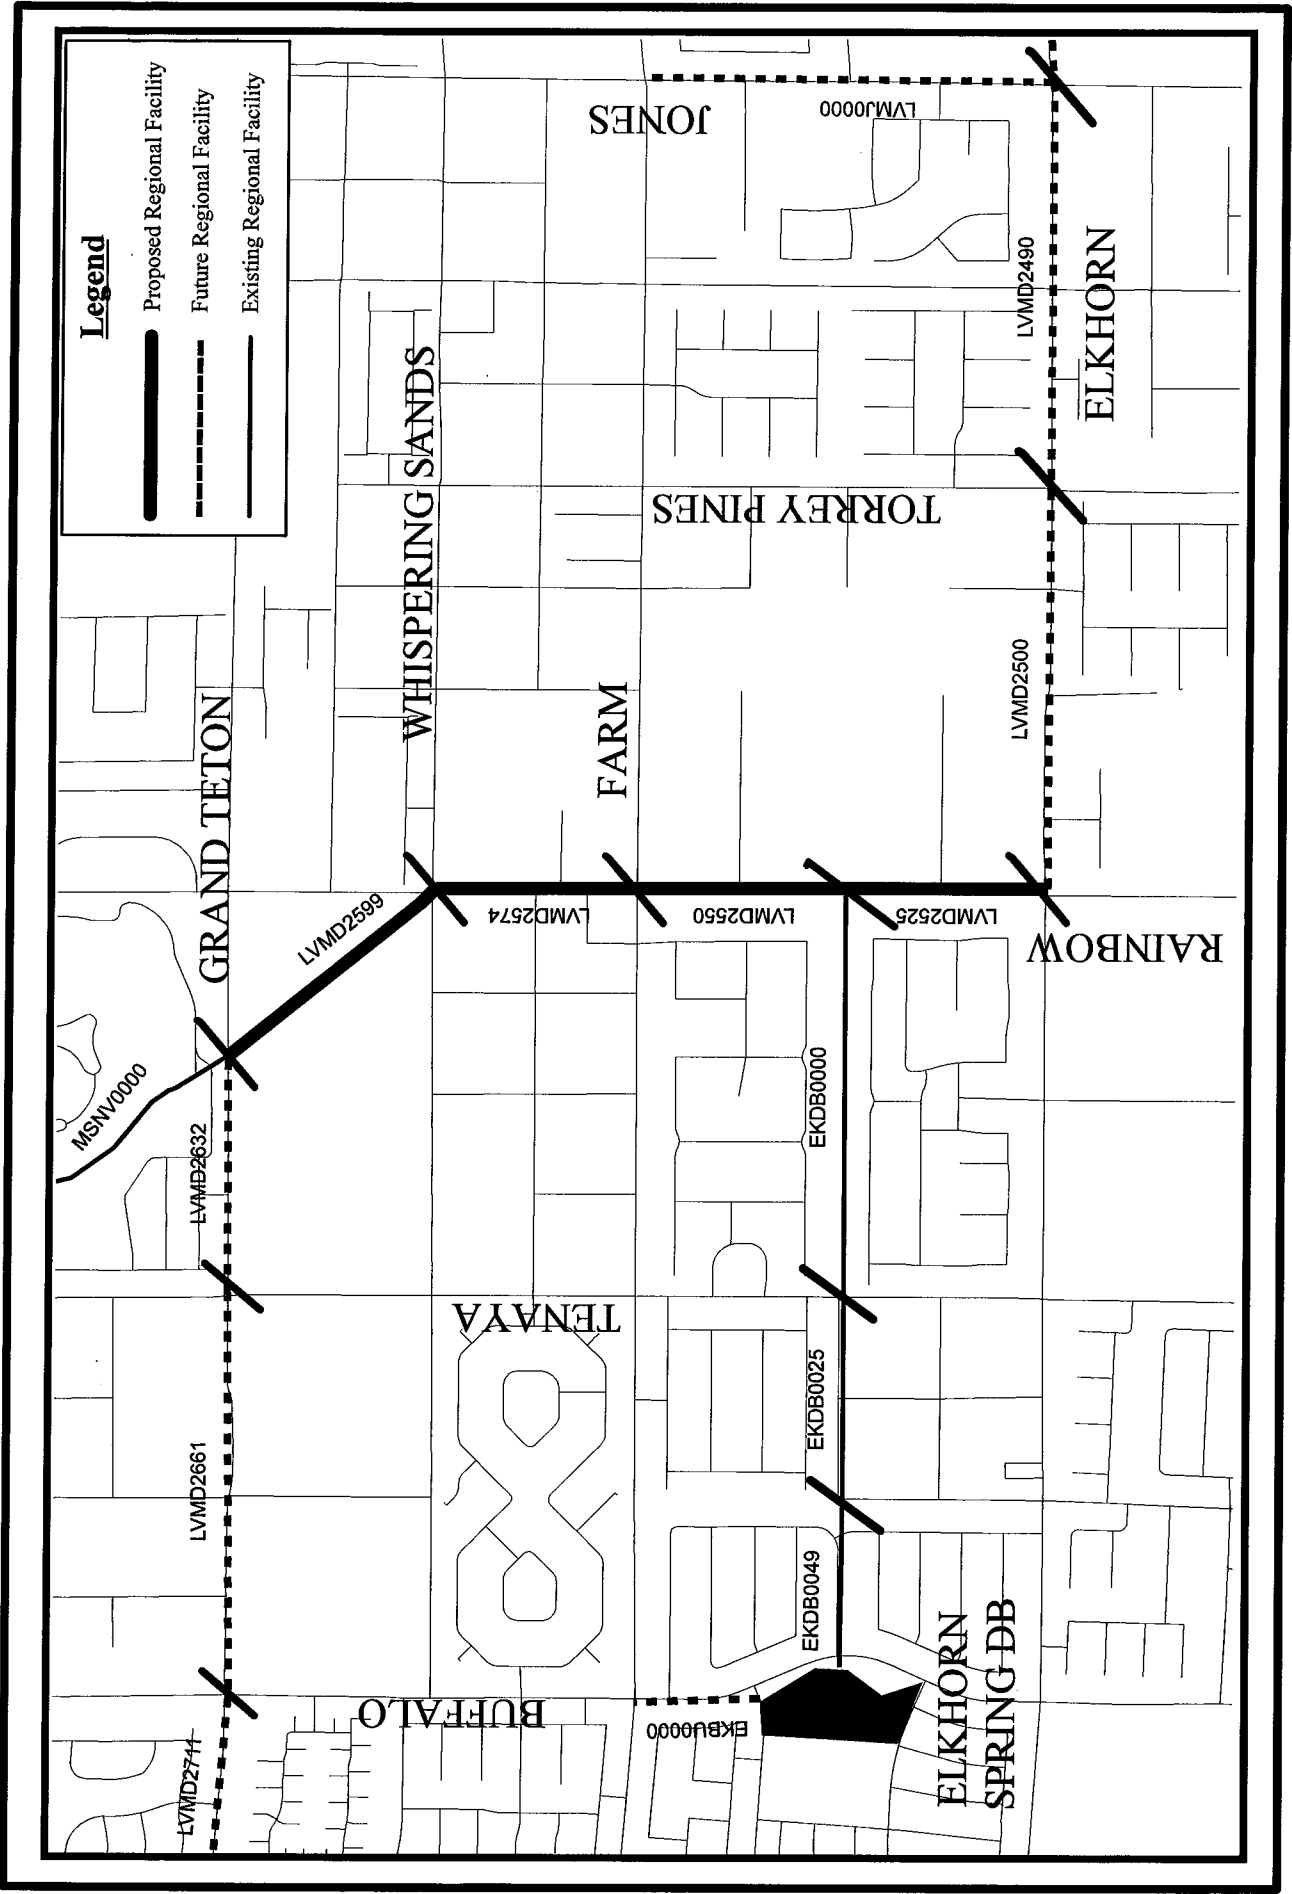 Legend
Proposed Regional Facility
Future Regional Facility
Existing Regional Facility
JONES
LVMJ0000
LVMD2490
ELKHORN
WHISPERING SANDS
TORREY PINES
LVMD2500
FARM
GRAND TETON
LVMD2599
LVMD2574
LVMD2550
LVMD2525
RAINBOW
MSNV0000
LVMD2632
EKDB0000
TENAYA
EKDB0025
LVMD2661
EKDB0049
BUFFALO
EKBU0000
ELKHORN
SPRING DB
LVMD2711